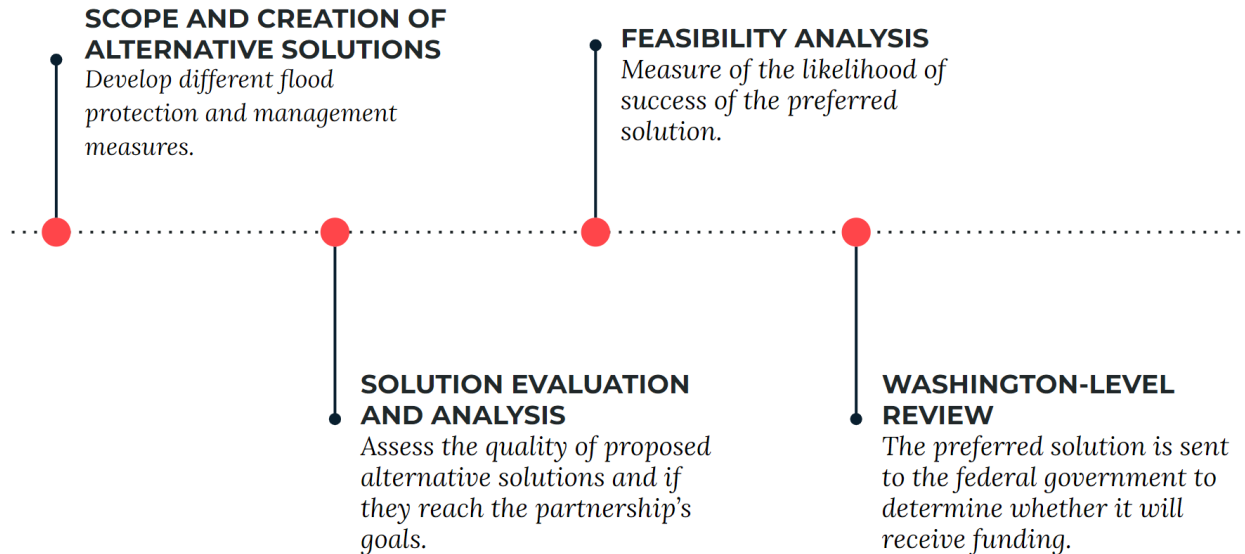 SCOPE AND CREATION OF
ALTERNATIVE SOLUTIONS
Develop different flood
protection and management
measures.
SOLUTION EVALUATION
AND ANALYSIS
Assess the quality of proposed
alternative solutions and if
they reach the partnership's
goals.
FEASIBILITY ANALYSIS
Measure of the likelihood of
success of the preferred
solution.
WASHINGTON-LEVEL
REVIEW
The preferred solution is sent
to the federal government to
determine whether it will
receive funding.